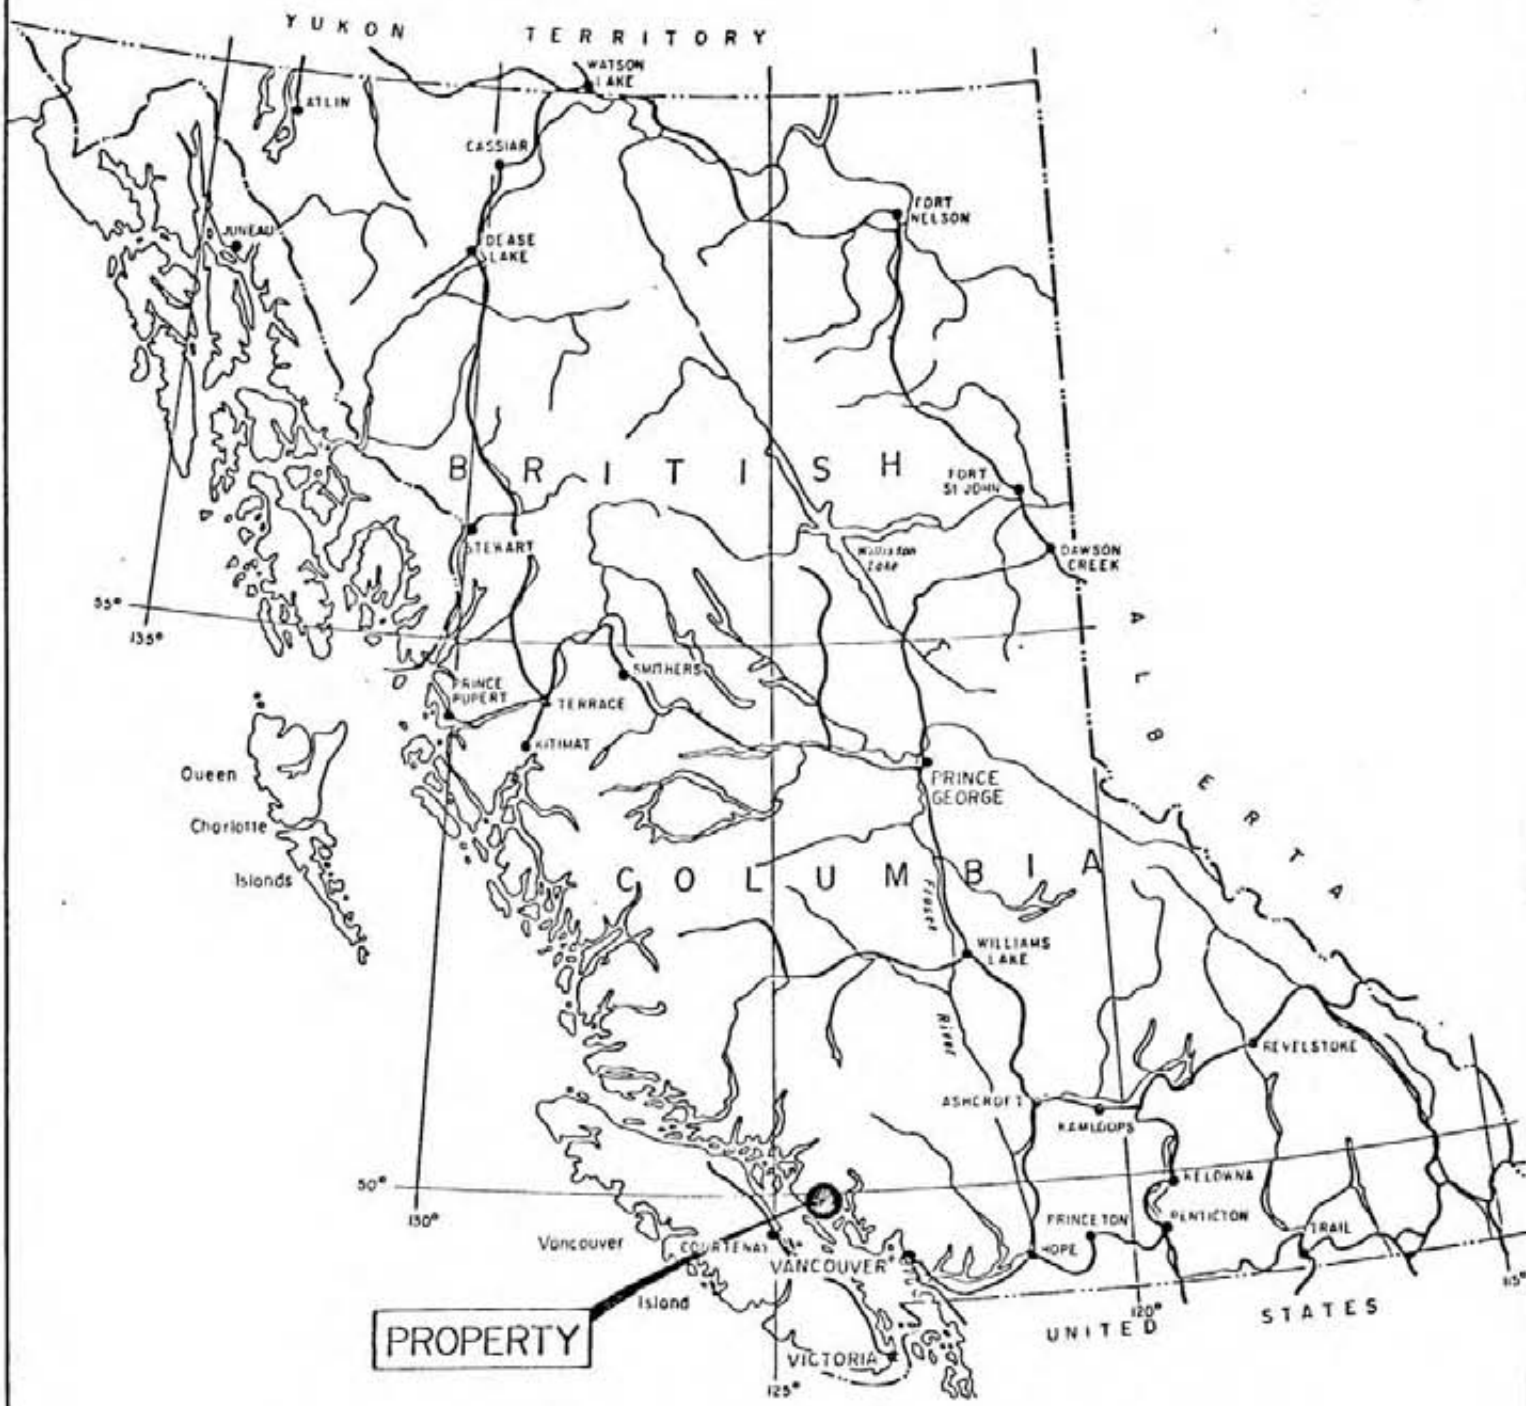 YUKON TERRITORY
WATSON
LAKE
ATLIN
CASSIAR
JUNEAU
DEASE
LAKE
FORT
NELSON
BRITISH
FORT
ST JOHN
STEWART
Williston
Lake
DAWSON
CREEK
55°
135°
ALBERTA
PRINCE
RUPERT
SMITHERS
TERRACE
KITIMAT
Queen
Charlotte
Islands
PRINCE
GEORGE
COLUMBIA
Fraser
River
WILLIAMS
LAKE
REVELSTOKE
ASHCROFT
KAMLOOPS
50°
130°
KELOWNA
PENTICTON
PRINCETON
TRAIL
HOPE
Vancouver
Island
COURTENAY
VANCOUVER
PROPERTY
VICTORIA
125°
120°
115°
UNITED STATES